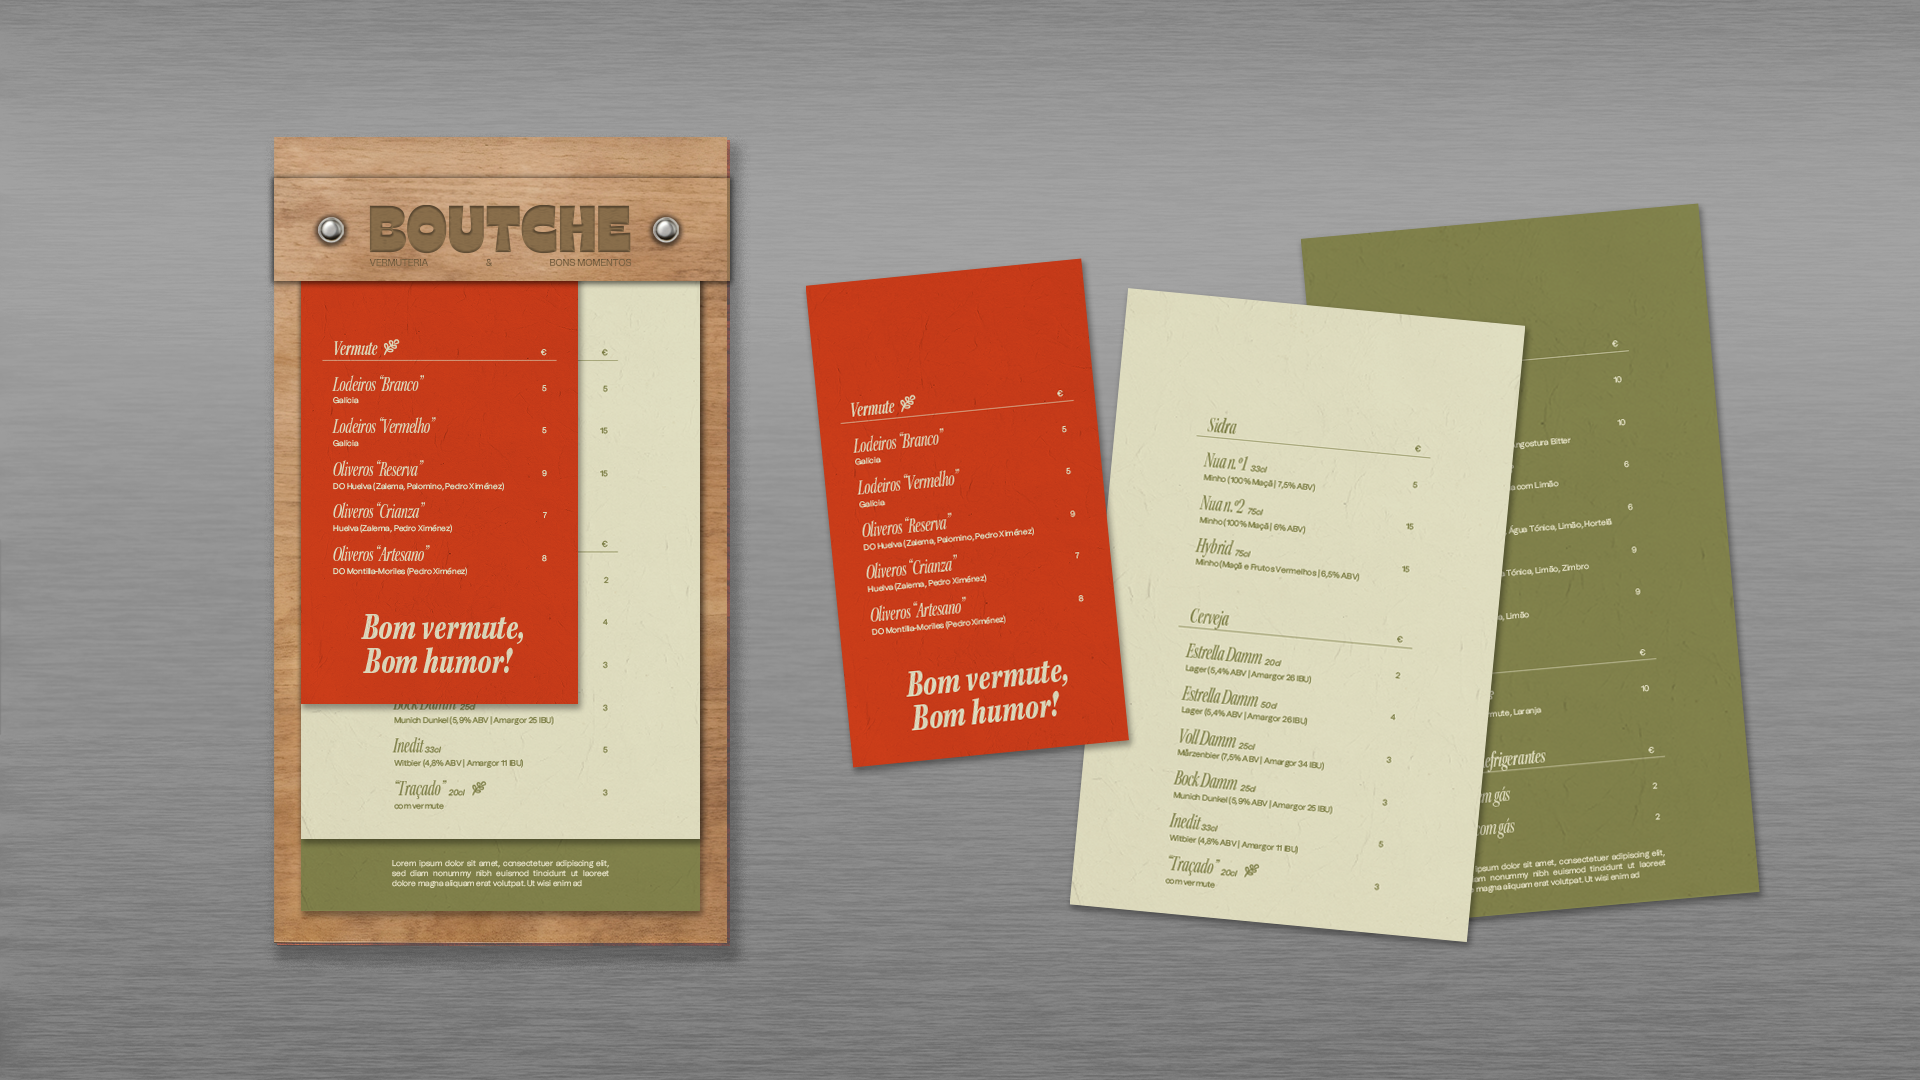 BOUTCHE
VERMUTERIA & BONS MOMENTOS
Vermute €
Lodeiros “Branco” 5
Galícia
Lodeiros “Vermelho” 5
Galícia
Oliveros “Reserva” 9
DO Huelva (Zalema, Palomino, Pedro Ximénez)
Oliveros “Crianza” 7
Huelva (Zalema, Pedro Ximénez)
Oliveros “Artesano” 8
DO Montilla-Moriles (Pedro Ximénez)
Bom vermute,
Bom humor!
€
5
15
15
€
2
4
3
Bock Damm 25cl 3
Munich Dunkel (5,9% ABV | Amargor 25 IBU)
Inedit 33cl 5
Witbier (4,8% ABV | Amargor 11 IBU)
“Traçado” 20cl 3
com vermute
Lorem ipsum dolor sit amet, consectetuer adipiscing elit,
sed diam nonummy nibh euismod tincidunt ut laoreet
dolore magna aliquam erat volutpat. Ut wisi enim ad
Vermute €
Lodeiros “Branco” 5
Galícia
Lodeiros “Vermelho” 5
Galícia
Oliveros “Reserva” 9
DO Huelva (Zalema, Palomino, Pedro Ximénez)
Oliveros “Crianza” 7
Huelva (Zalema, Pedro Ximénez)
Oliveros “Artesano” 8
DO Montilla-Moriles (Pedro Ximénez)
Bom vermute,
Bom humor!
Sidra €
Nua n.º1 33cl 5
Minho (100% Maçã | 7,5% ABV)
Nua n.º2 75cl 15
Minho (100% Maçã | 6% ABV)
Hybrid 75cl 15
Minho (Maçã e Frutos Vermelhos | 6,5% ABV)
Cerveja €
Estrella Damm 20cl 2
Lager (5,4% ABV | Amargor 26 IBU)
Estrella Damm 50cl 4
Lager (5,4% ABV | Amargor 26 IBU)
Voll Damm 25cl 3
Märzenbier (7,5% ABV | Amargor 34 IBU)
Bock Damm 25cl 3
Munich Dunkel (5,9% ABV | Amargor 25 IBU)
Inedit 33cl 5
Witbier (4,8% ABV | Amargor 11 IBU)
“Traçado” 20cl 3
com vermute
€
10
10
ngostura Bitter
6
com Limão
6
Água Tónica, Limão, Hortelã
9
Tónica, Limão, Zimbro
9
, Limão
€
10
rmute, Laranja
efrigerantes €
m gás 2
com gás 2
ipsum dolor sit amet, consectetuer adipiscing elit,
am nonummy nibh euismod tincidunt ut laoreet
magna aliquam erat volutpat. Ut wisi enim ad